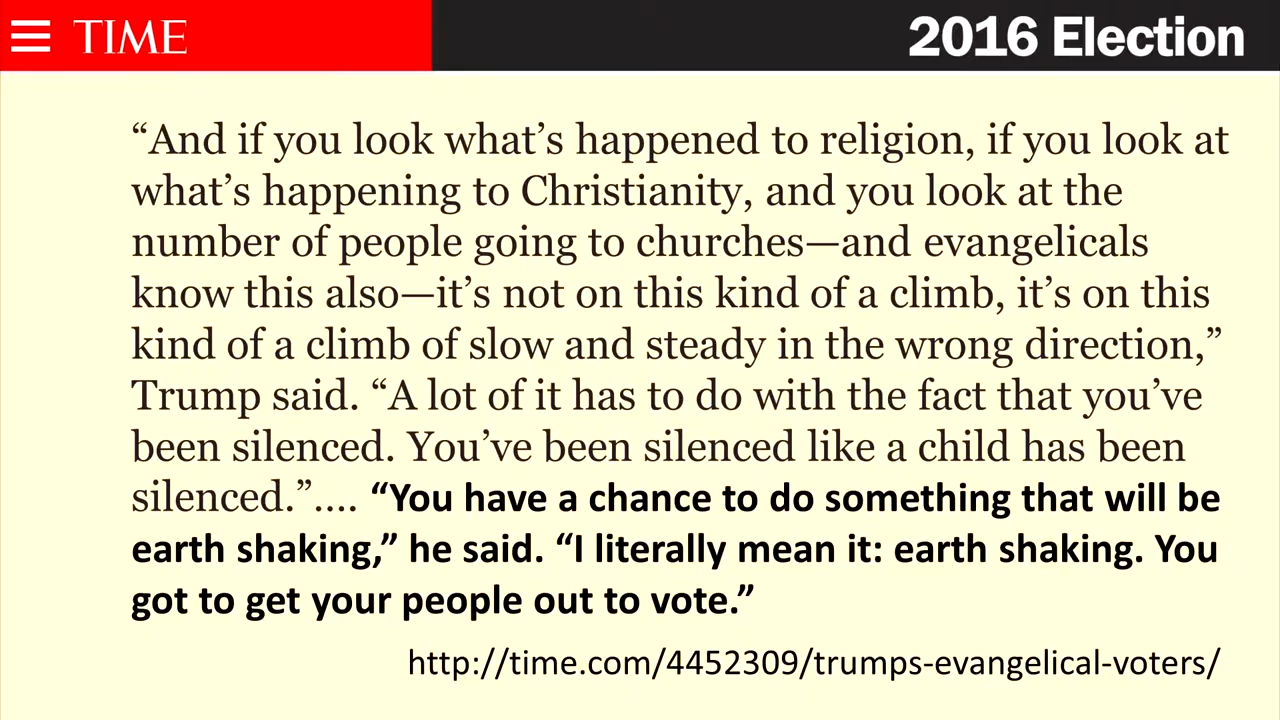 TIME
2016 Election
“And if you look what’s happened to religion, if you look at
what’s happening to Christianity, and you look at the
number of people going to churches—and evangelicals
know this also—it’s not on this kind of a climb, it’s on this
kind of a climb of slow and steady in the wrong direction,”
Trump said. “A lot of it has to do with the fact that you’ve
been silenced. You’ve been silenced like a child has been
silenced.”.... “You have a chance to do something that will be
earth shaking,” he said. “I literally mean it: earth shaking. You
got to get your people out to vote.”
http://time.com/4452309/trumps-evangelical-voters/